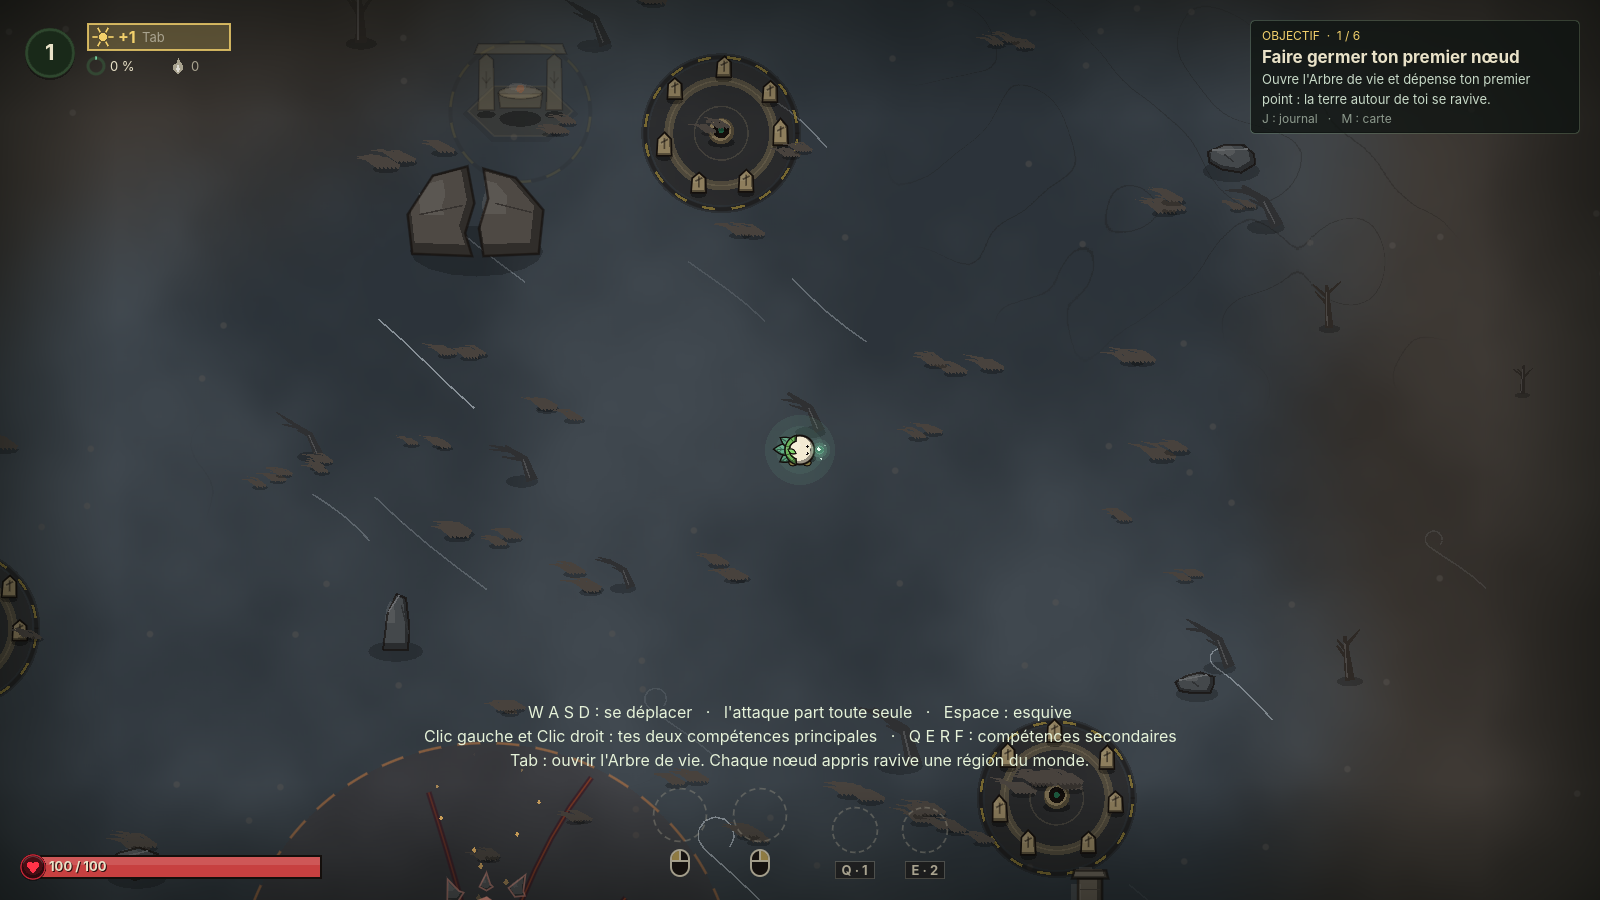 1
+1 Tab
0 %
0
OBJECTIF · 1 / 6
Faire germer ton premier nœud
Ouvre l'Arbre de vie et dépense ton premier
point : la terre autour de toi se ravive.
J : journal · M : carte
W A S D : se déplacer · l'attaque part toute seule · Espace : esquive
Clic gauche et Clic droit : tes deux compétences principales · Q E R F : compétences secondaires
Tab : ouvrir l'Arbre de vie. Chaque nœud appris ravive une région du monde.
100 / 100
Q · 1
E · 2